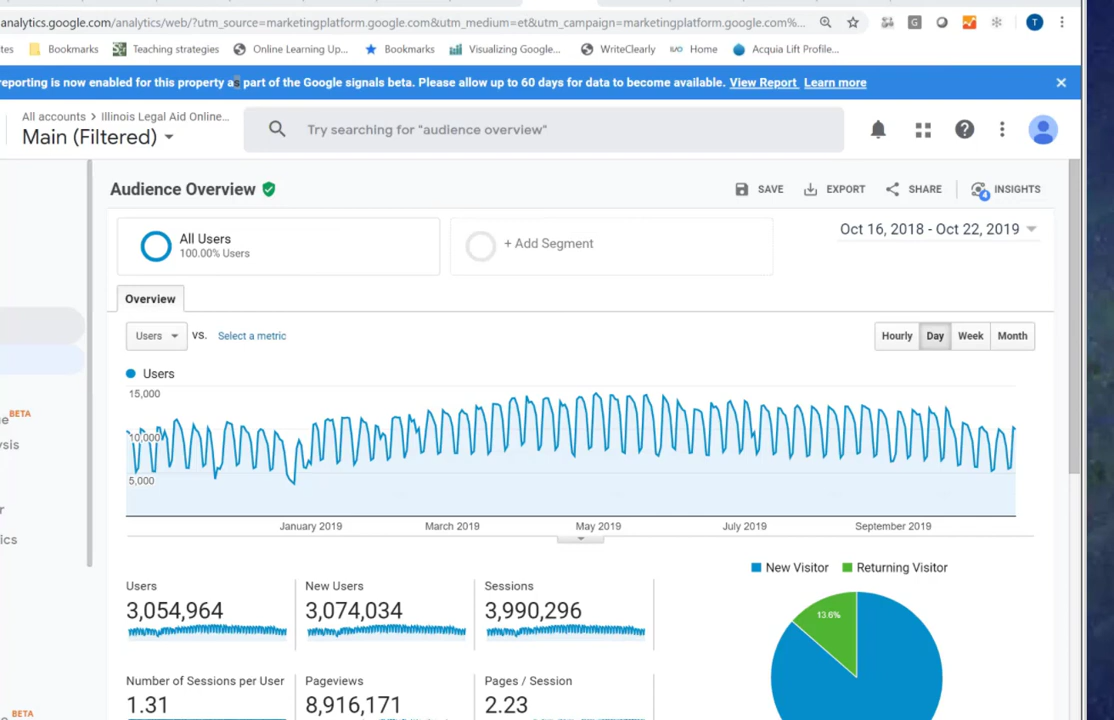 analytics.google.com/analytics/web/?utm_source=marketingplatform.google.com&utm_medium=et&utm_campaign=marketingplatform.google.com%...
G
T
tes Bookmarks Teaching strategies Online Learning Up... Bookmarks Visualizing Google... WriteClearly Home Acquia Lift Profile...
reporting is now enabled for this property as part of the Google signals beta. Please allow up to 60 days for data to become available. View Report Learn more
All accounts > Illinois Legal Aid Online...
Main (Filtered)
Try searching for "audience overview"
Audience Overview
SAVE EXPORT SHARE INSIGHTS
4
All Users
100.00% Users
+ Add Segment
Oct 16, 2018 - Oct 22, 2019
Overview
Users VS. Select a metric
Hourly Day Week Month
Users
15,000
10,000
5,000
January 2019 March 2019 May 2019 July 2019 September 2019
BETA
ysis
r
ics
BETA
New Visitor Returning Visitor
13.6%
Users
3,054,964
New Users
3,074,034
Sessions
3,990,296
Number of Sessions per User
1.31
Pageviews
8,916,171
Pages / Session
2.23